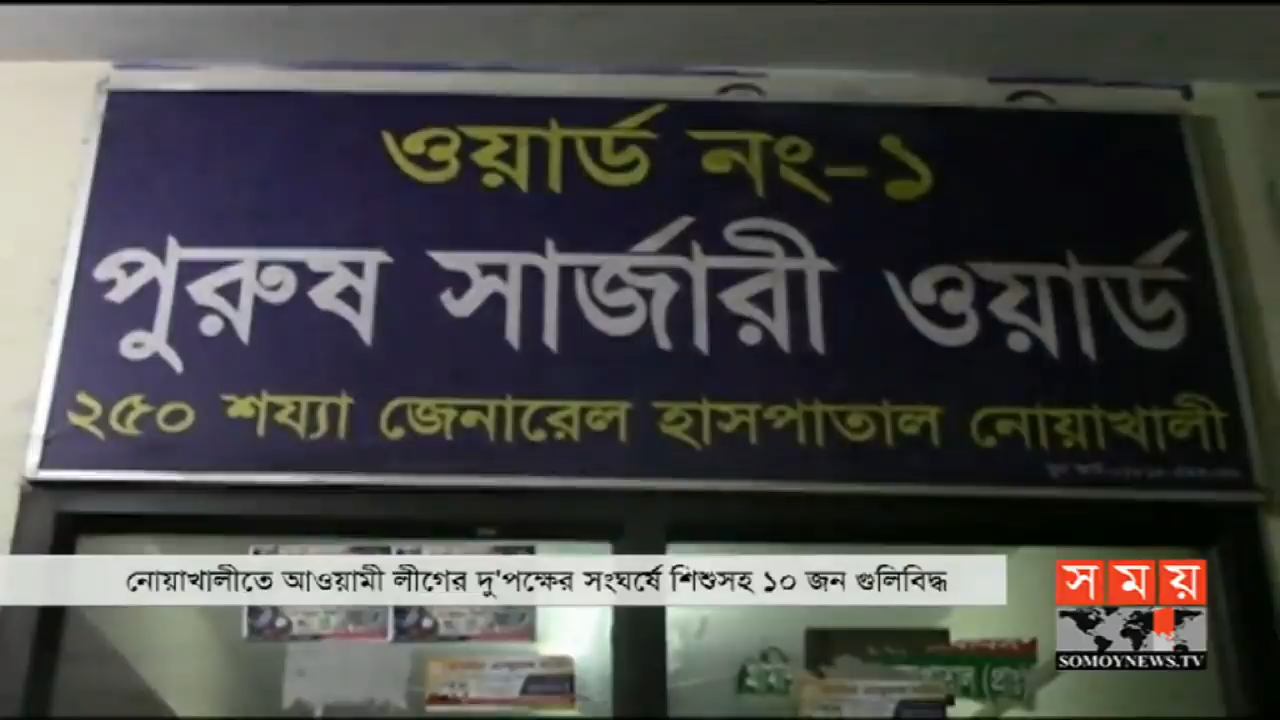 ওয়ার্ড নং-১
পুরুষ সার্জারী ওয়ার্ড
২৫০ শয্যা জেনারেল হাসপাতাল নোয়াখালী
নোয়াখালীতে আওয়ামী লীগের দু'পক্ষের সংঘর্ষে শিশুসহ ১০ জন গুলিবিদ্ধ
সময়
SOMOYNEWS.TV